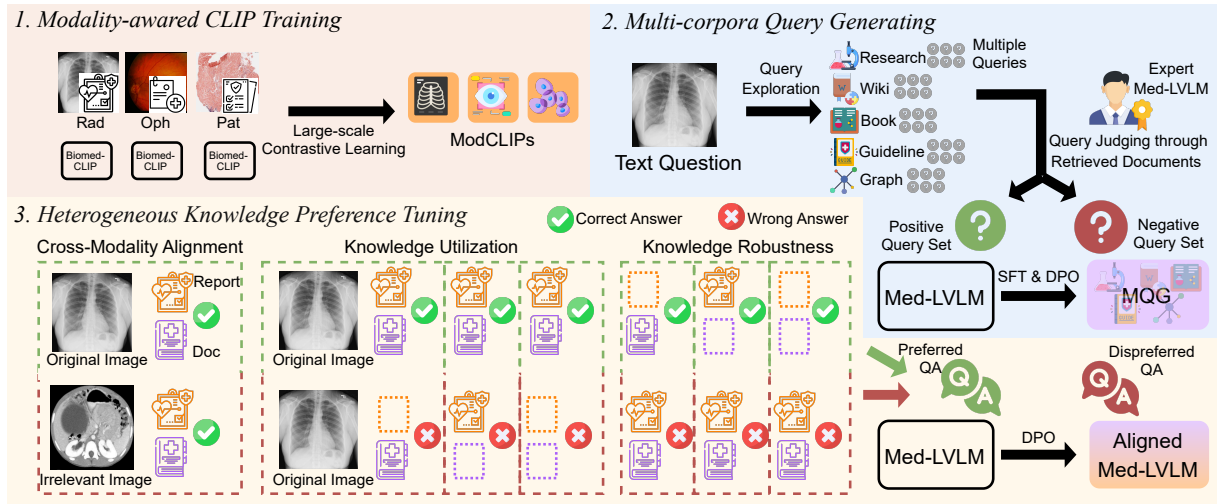 1. Modality-awared CLIP Training
Rad
Oph
Pat
Biomed-
CLIP
Biomed-
CLIP
Biomed-
CLIP
Large-scale
Contrastive Learning
ModCLIPs
2. Multi-corpora Query Generating
Text Question
Query
Exploration
Research
Wiki
Book
Guideline
Graph
Multiple
Queries
Expert
Med-LVLM
Query Judging through
Retrieved Documents
Positive
Query Set
Negative
Query Set
Med-LVLM
SFT & DPO
MQG
3. Heterogeneous Knowledge Preference Tuning
Correct Answer
Wrong Answer
Cross-Modality Alignment
Report
Doc
Original Image
Irrelevant Image
Knowledge Utilization
Original Image
Original Image
Knowledge Robustness
Preferred
QA
Q
A
Dispreferred
QA
Q
A
Med-LVLM
DPO
Aligned
Med-LVLM